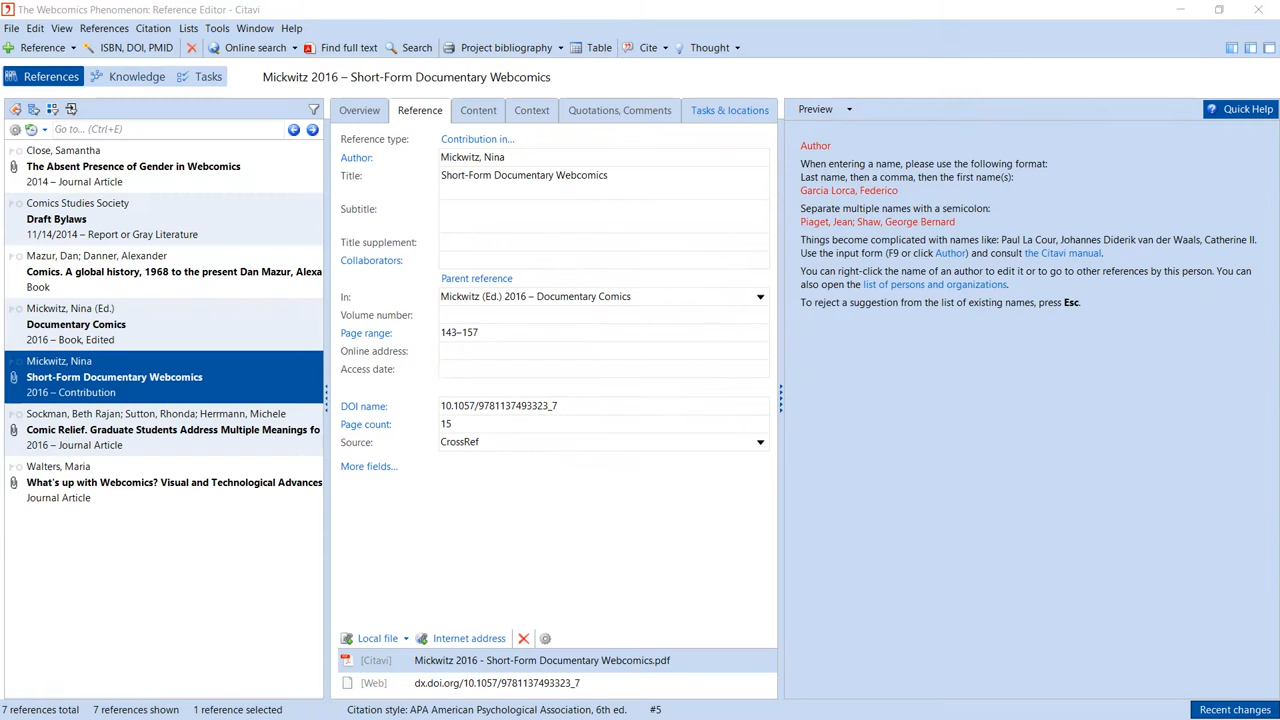 The Webcomics Phenomenon: Reference Editor - Citavi
File Edit View References Citation Lists Tools Window Help
Reference ISBN, DOI, PMID Online search Find full text Search Project bibliography Table Cite Thought
References Knowledge Tasks Mickwitz 2016 – Short-Form Documentary Webcomics
Go to... (Ctrl+E)
Close, Samantha
The Absent Presence of Gender in Webcomics
2014 – Journal Article
Comics Studies Society
Draft Bylaws
11/14/2014 – Report or Gray Literature
Mazur, Dan; Danner, Alexander
Comics. A global history, 1968 to the present Dan Mazur, Alexa
Book
Mickwitz, Nina (Ed.)
Documentary Comics
2016 – Book, Edited
Mickwitz, Nina
Short-Form Documentary Webcomics
2016 – Contribution
Sockman, Beth Rajan; Sutton, Rhonda; Herrmann, Michele
Comic Relief. Graduate Students Address Multiple Meanings fo
2016 – Journal Article
Walters, Maria
What's up with Webcomics? Visual and Technological Advances
Journal Article
Overview Reference Content Context Quotations, Comments Tasks & locations
Reference type: Contribution in...
Author: Mickwitz, Nina
Title: Short-Form Documentary Webcomics
Subtitle:
Title supplement:
Collaborators:
Parent reference
In: Mickwitz (Ed.) 2016 – Documentary Comics
Volume number:
Page range: 143–157
Online address:
Access date:
DOI name: 10.1057/9781137493323_7
Page count: 15
Source: CrossRef
More fields...
Local file Internet address
[Citavi] Mickwitz 2016 - Short-Form Documentary Webcomics.pdf
[Web] dx.doi.org/10.1057/9781137493323_7
Preview Quick Help
Author
When entering a name, please use the following format:
Last name, then a comma, then the first name(s):
Garcia Lorca, Federico
Separate multiple names with a semicolon:
Piaget, Jean; Shaw, George Bernard
Things become complicated with names like: Paul La Cour, Johannes Diderik van der Waals, Catherine II.
Use the input form (F9 or click Author) and consult the Citavi manual.
You can right-click the name of an author to edit it or to go to other references by this person. You can
also open the list of persons and organizations.
To reject a suggestion from the list of existing names, press Esc.
7 references total 7 references shown 1 reference selected Citation style: APA American Psychological Association, 6th ed. #5 Recent changes